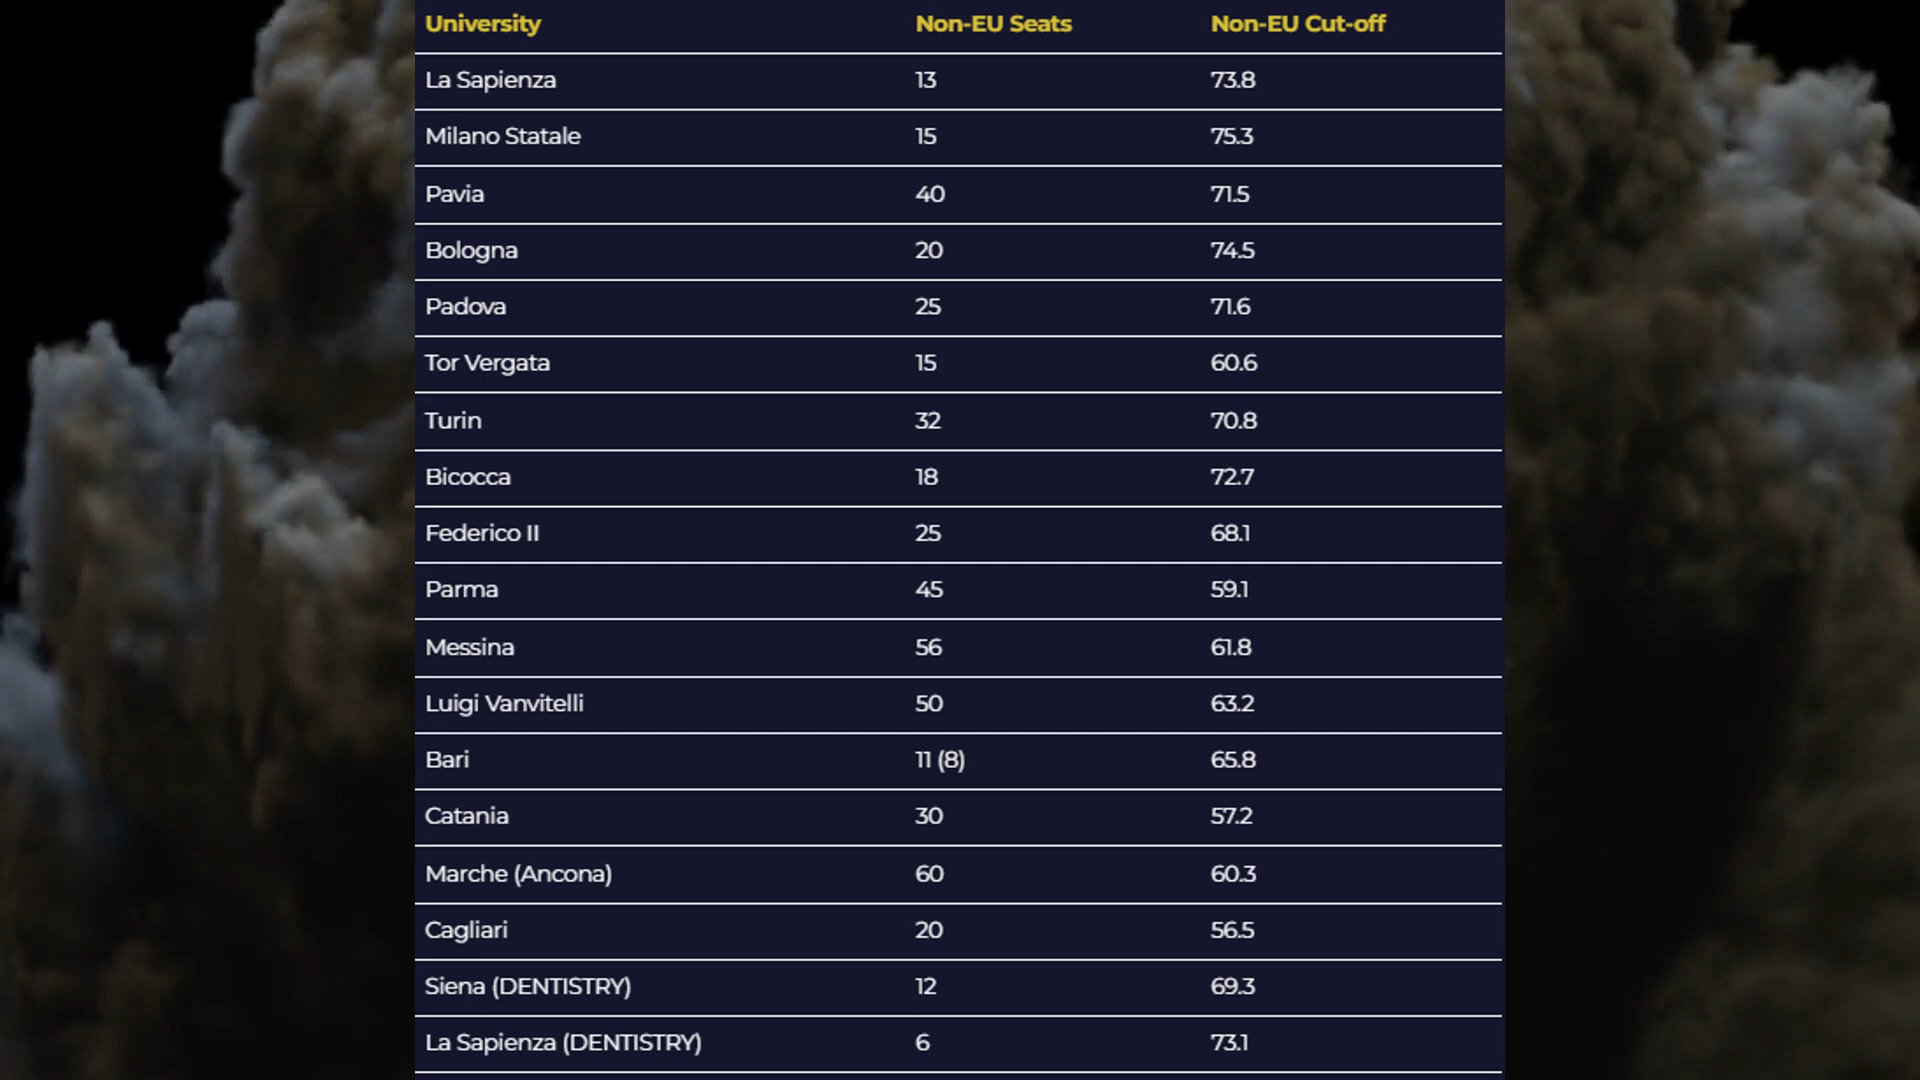 University Non-EU Seats Non-EU Cut-off
La Sapienza 13 73.8
Milano Statale 15 75.3
Pavia 40 71.5
Bologna 20 74.5
Padova 25 71.6
Tor Vergata 15 60.6
Turin 32 70.8
Bicocca 18 72.7
Federico II 25 68.1
Parma 45 59.1
Messina 56 61.8
Luigi Vanvitelli 50 63.2
Bari 11 (8) 65.8
Catania 30 57.2
Marche (Ancona) 60 60.3
Cagliari 20 56.5
Siena (DENTISTRY) 12 69.3
La Sapienza (DENTISTRY) 6 73.1